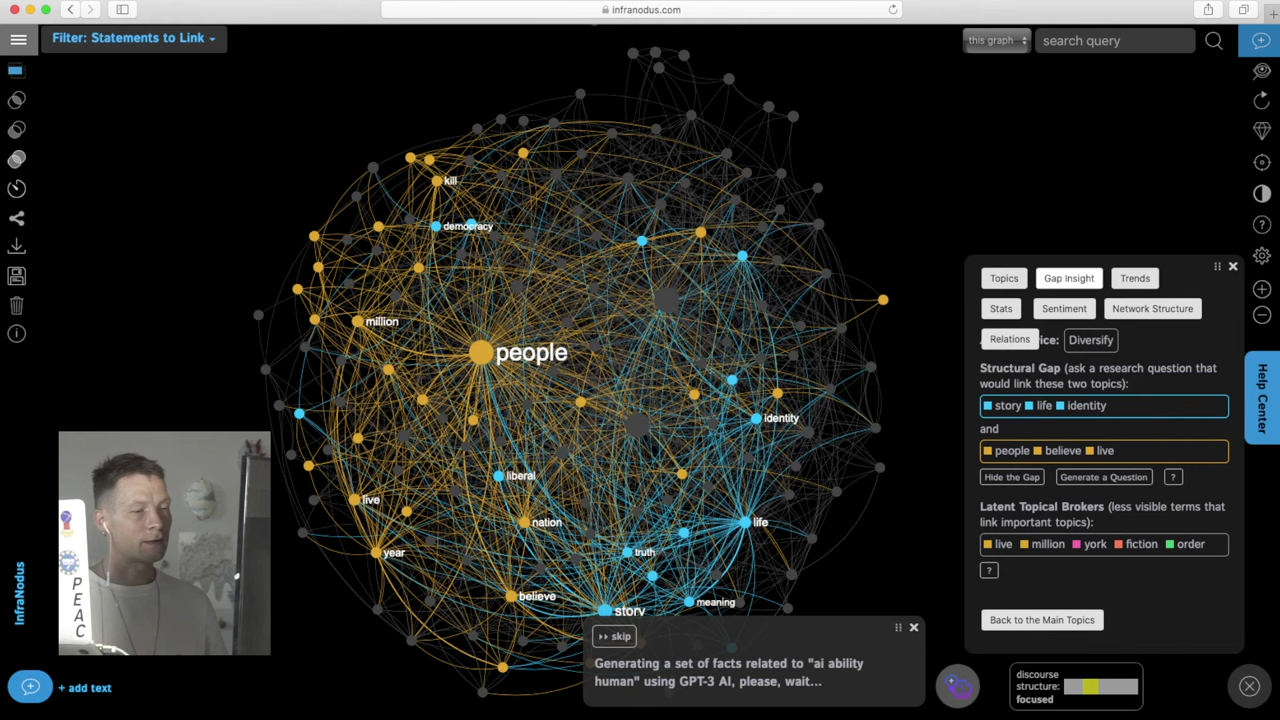 infranodus.com
Filter: Statements to Link
this graph
search query
kill
democracy
million
people
identity
liberal
live
nation
life
year
truth
believe
meaning
story
Topics
Gap Insight
Trends
Stats
Sentiment
Network Structure
Relations
ice:
Diversify
Structural Gap (ask a research question that
would link these two topics):
story life identity
and
people believe live
Hide the Gap
Generate a Question
?
Latent Topical Brokers (less visible terms that
link important topics):
live million york fiction order
?
Back to the Main Topics
Help Center
PEAC
InfraNodus
+ add text
skip
Generating a set of facts related to "ai ability
human" using GPT-3 AI, please, wait...
discourse
structure:
focused